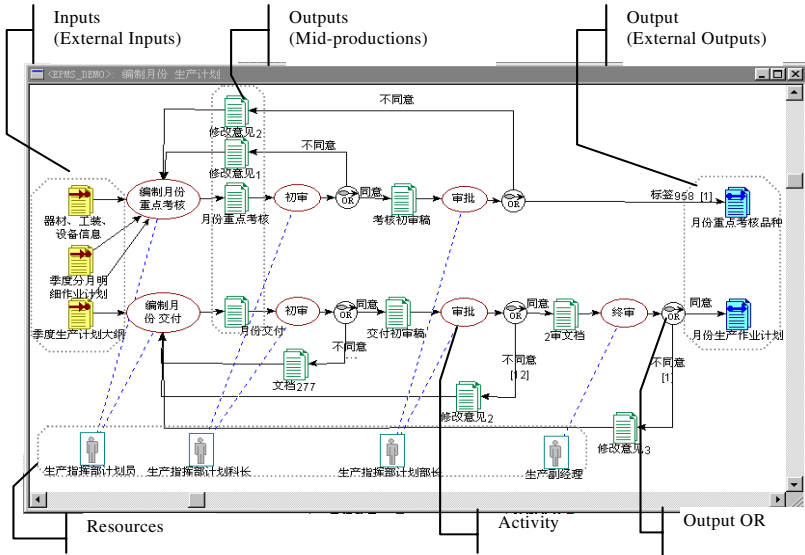 Inputs
(External Inputs)
Outputs
(Mid-productions)
Output
(External Outputs)
<EPMS_DEMO>: 编制月份 生产计划
不同意
修改意见2
不同意
修改意见1
编制月份
重点考核
月份重点考核
初审
OR
同意
考核初审稿
审批
OR
标签958 [1]
月份重点考核品种
器材、工装、
设备信息
季度分月明
细作业计划
季度生产计划大纲
编制月
份 交付
月份交付
初审
OR
同意
交付初审稿
审批
OR
同意
2审文档
终审
OR
同意
月份生产作业计划
不同意
...
文档277
不同意
[12]
修改意见2
不同意
[1]
修改意见3
生产指挥部计划员
生产指挥部计划科长
生产指挥部计划部长
生产副经理
Resources
Activity
Output OR